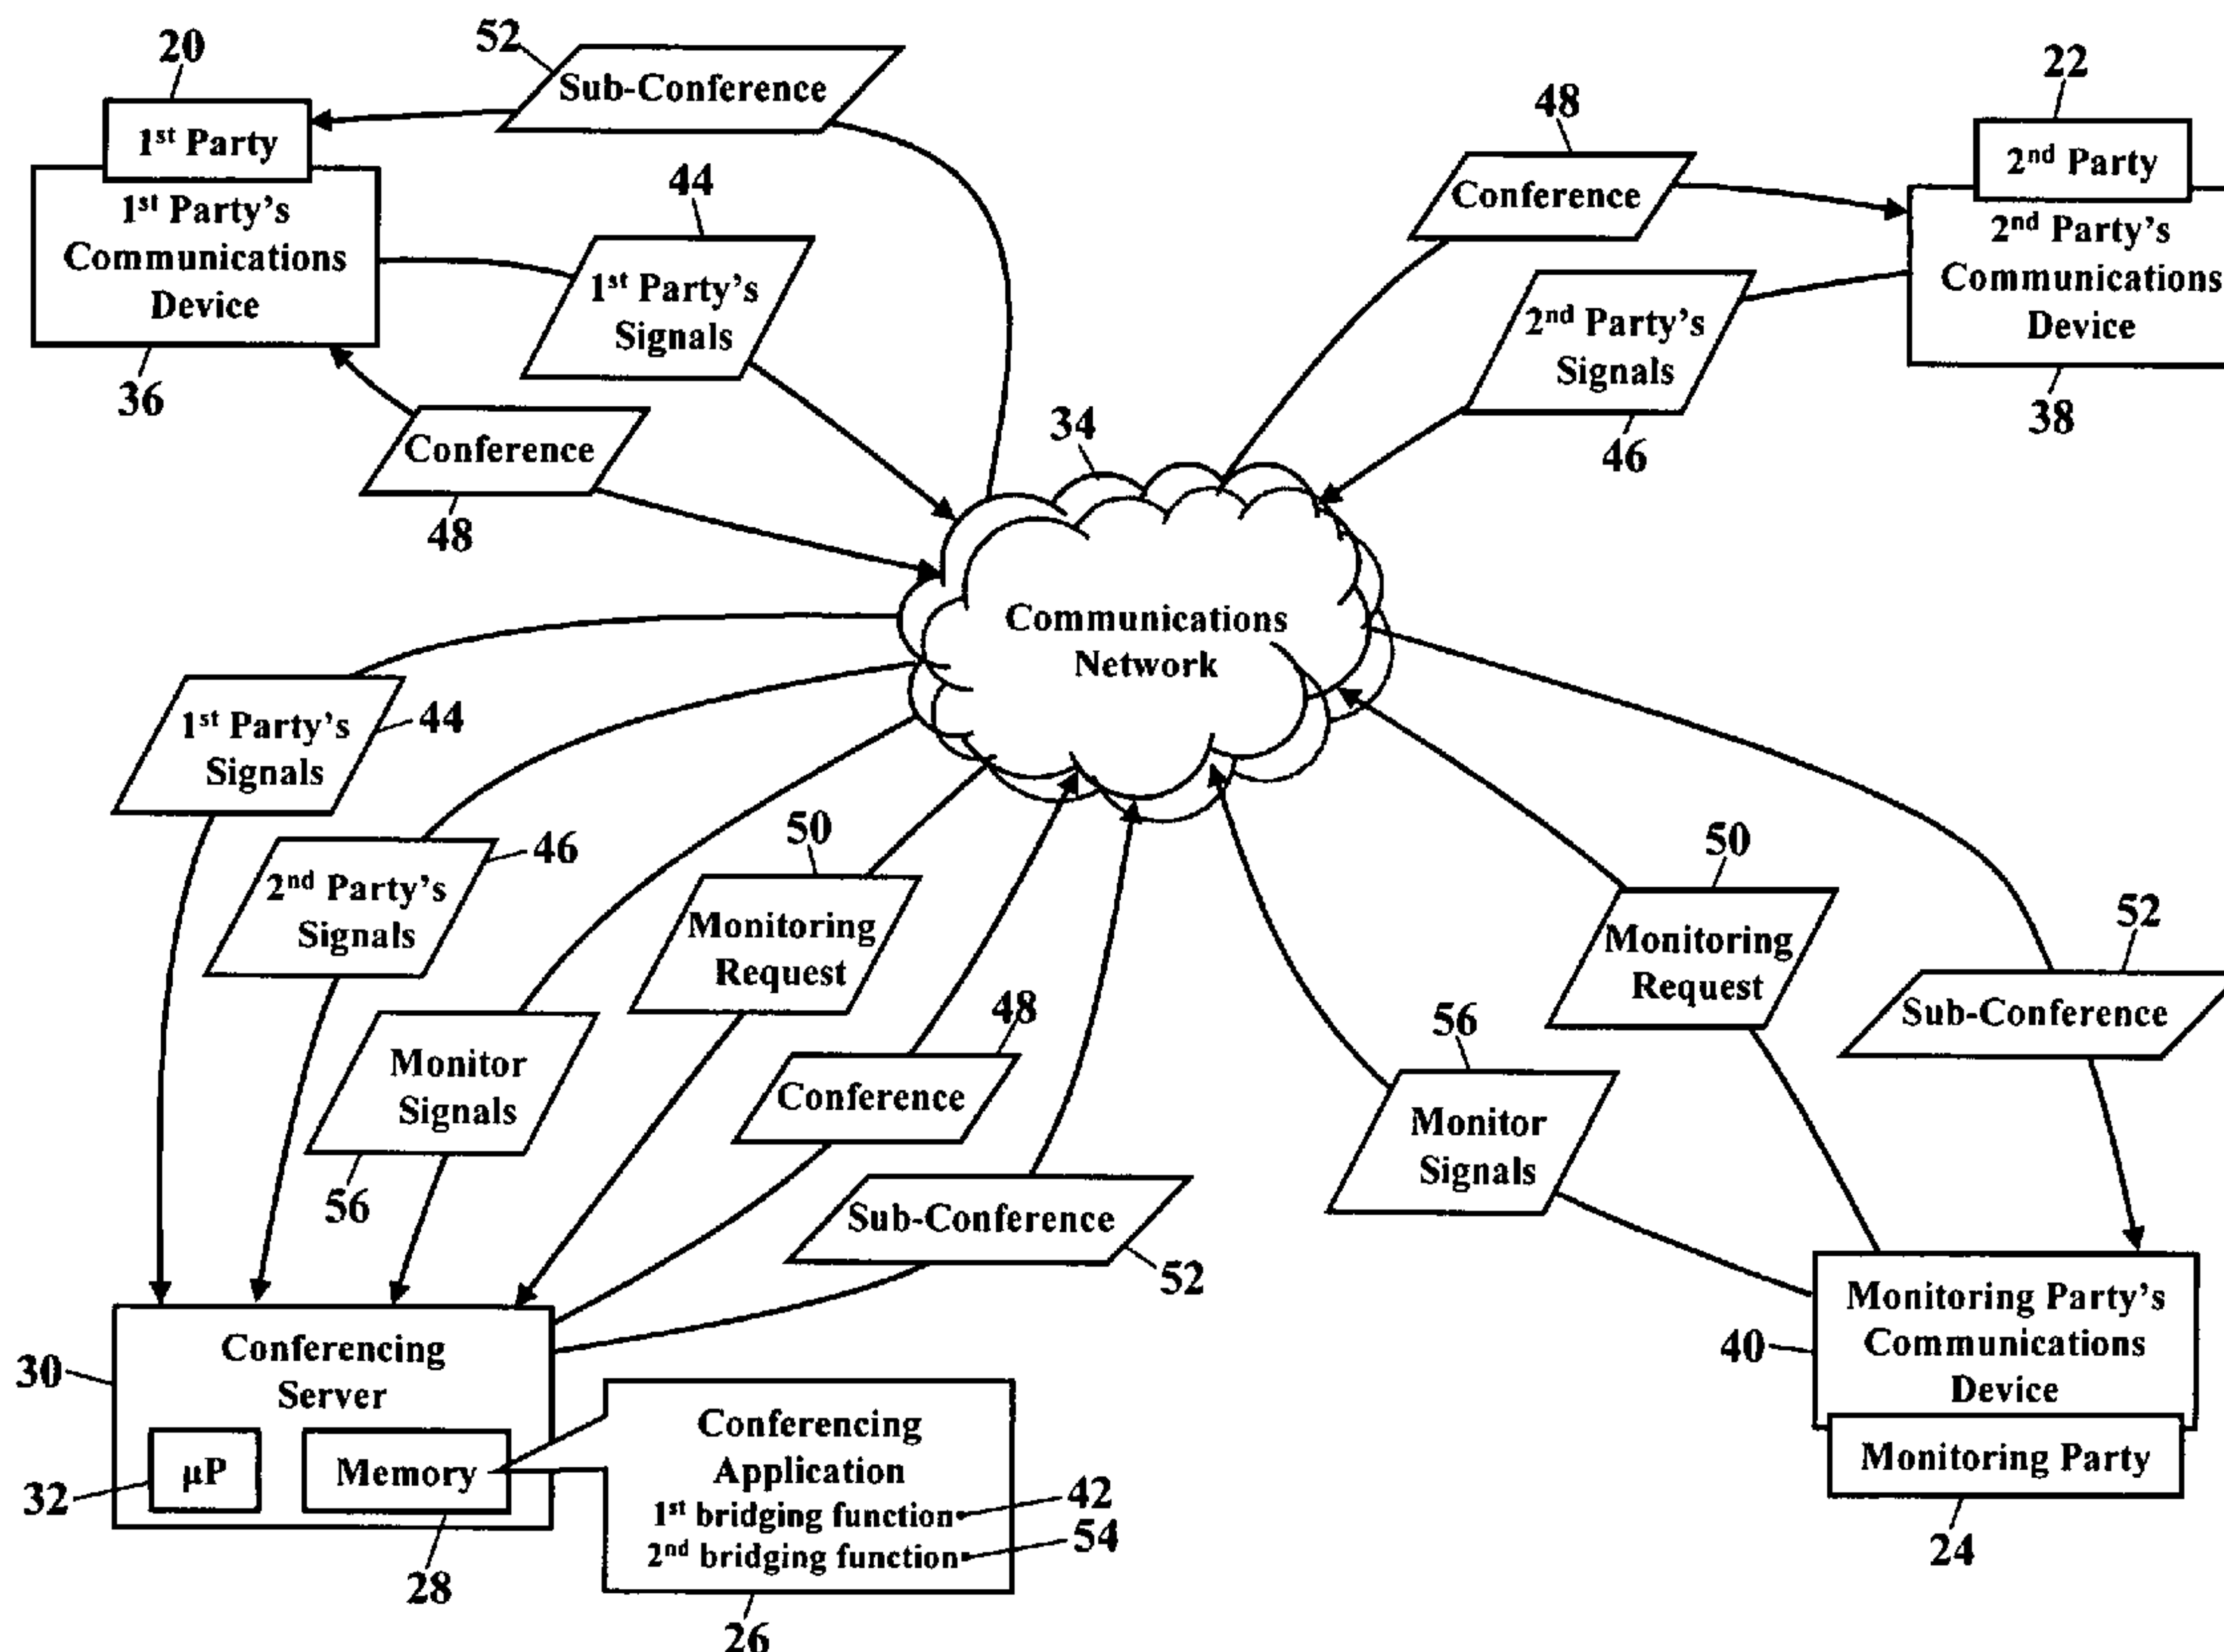 20
52
Sub-Conference
1st Party
1st Party's
Communications
Device
36
44
1st Party's
Signals
Conference
48
48
Conference
22
2nd Party
2nd Party's
Communications
Device
38
2nd Party's
Signals
46
34
Communications
Network
1st Party's
Signals
44
2nd Party's
Signals
46
Monitor
Signals
56
50
Monitoring
Request
48
Conference
Sub-Conference
52
50
Monitoring
Request
52
Sub-Conference
56
Monitor
Signals
30
Conferencing
Server
32
µP
Memory
28
Conferencing
Application
1st bridging function
42
2nd bridging function
54
26
40
Monitoring Party's
Communications
Device
Monitoring Party
24